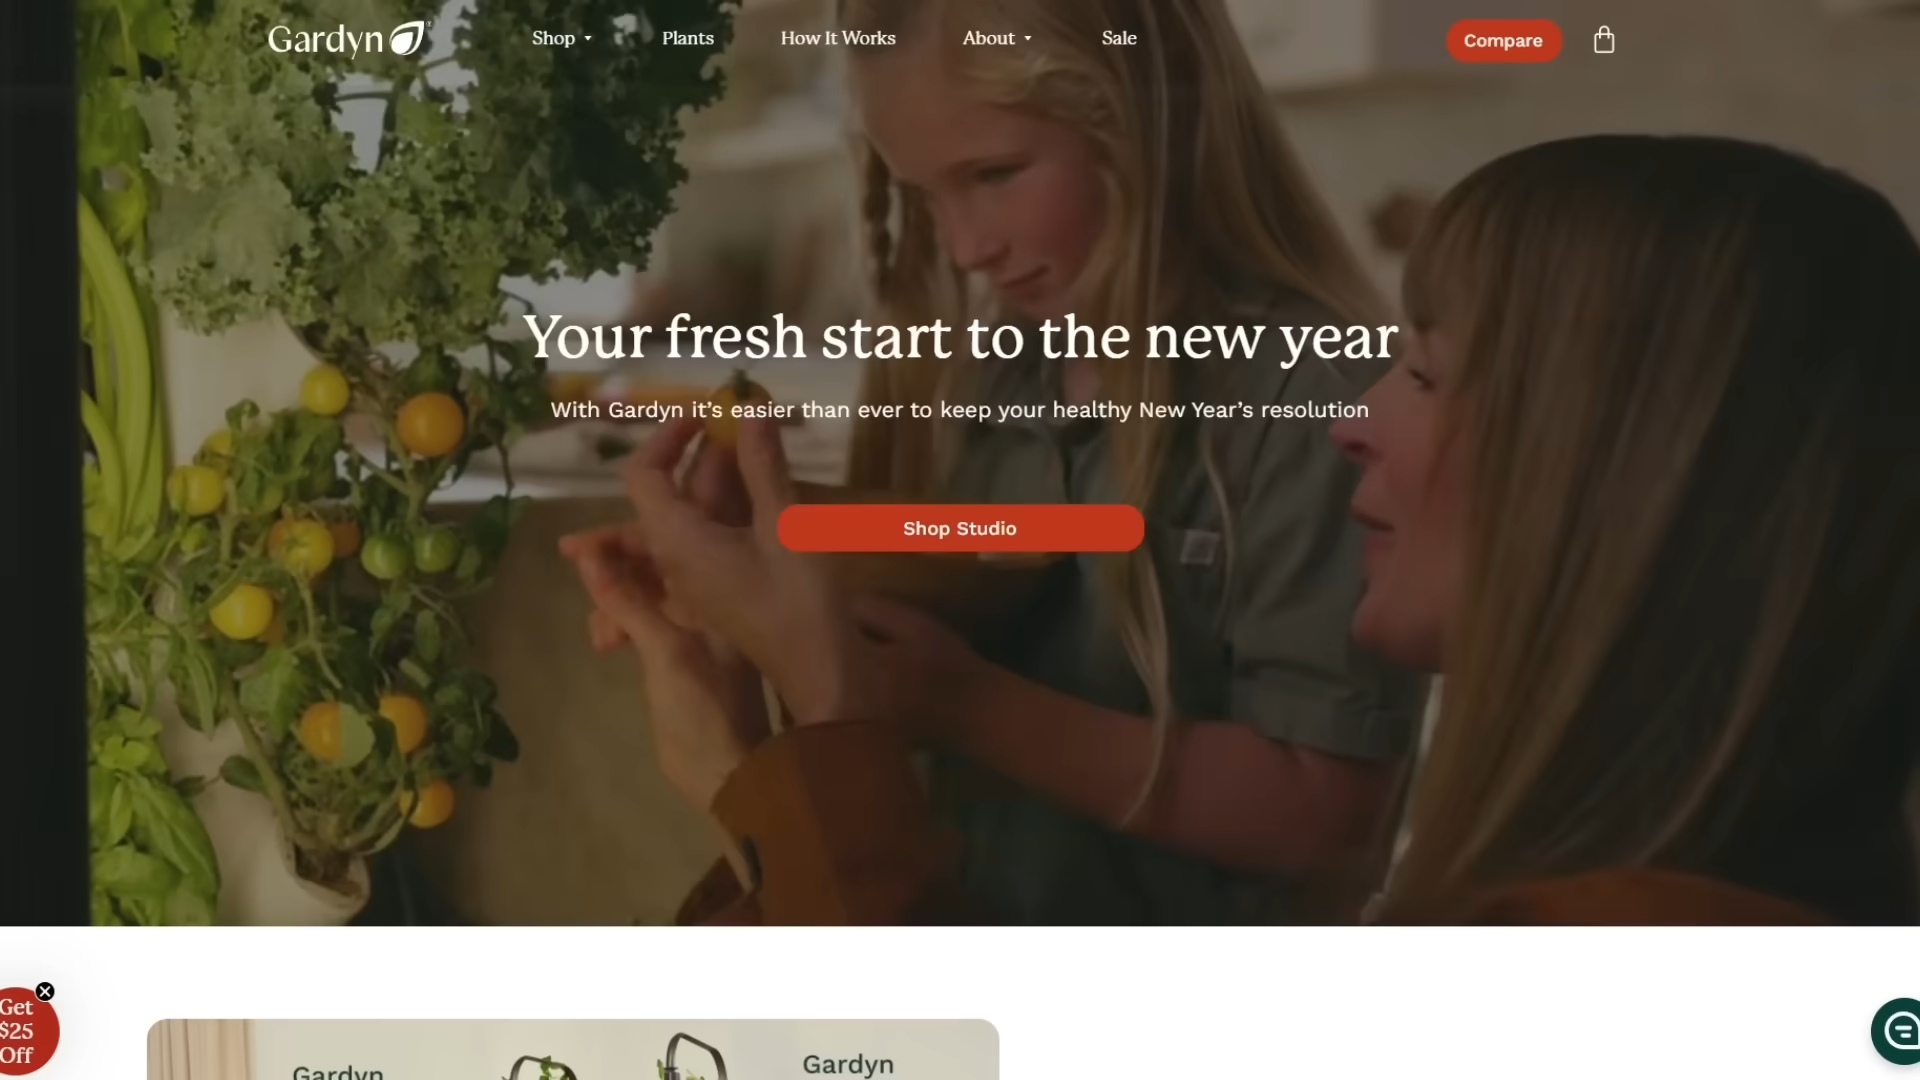 Gardyn
Shop
Plants
How It Works
About
Sale
Compare
Your fresh start to the new year
With Gardyn it’s easier than ever to keep your healthy New Year’s resolution
Shop Studio
Get
$25
Off
Gardyn
Gardyn